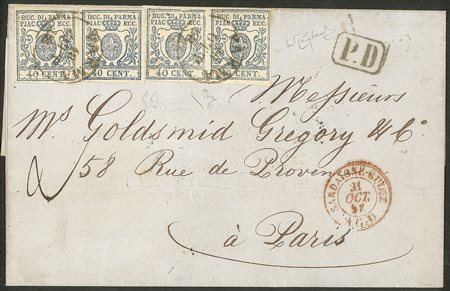 DUC. DI PARMA DUC. DI PARMA DUC. DI PARMA DUC. DI PARMA
PIAC. ECC. PIAC. ECC. PIAC. ECC. PIAC. ECC.
40 CENT. 40 CENT. 40 CENT. 40 CENT.
P.D
Messieurs
Mrs Goldsmid Gregory & Co
58 Rue de Provence
à Paris
SARDAIGNE
21
OCT.